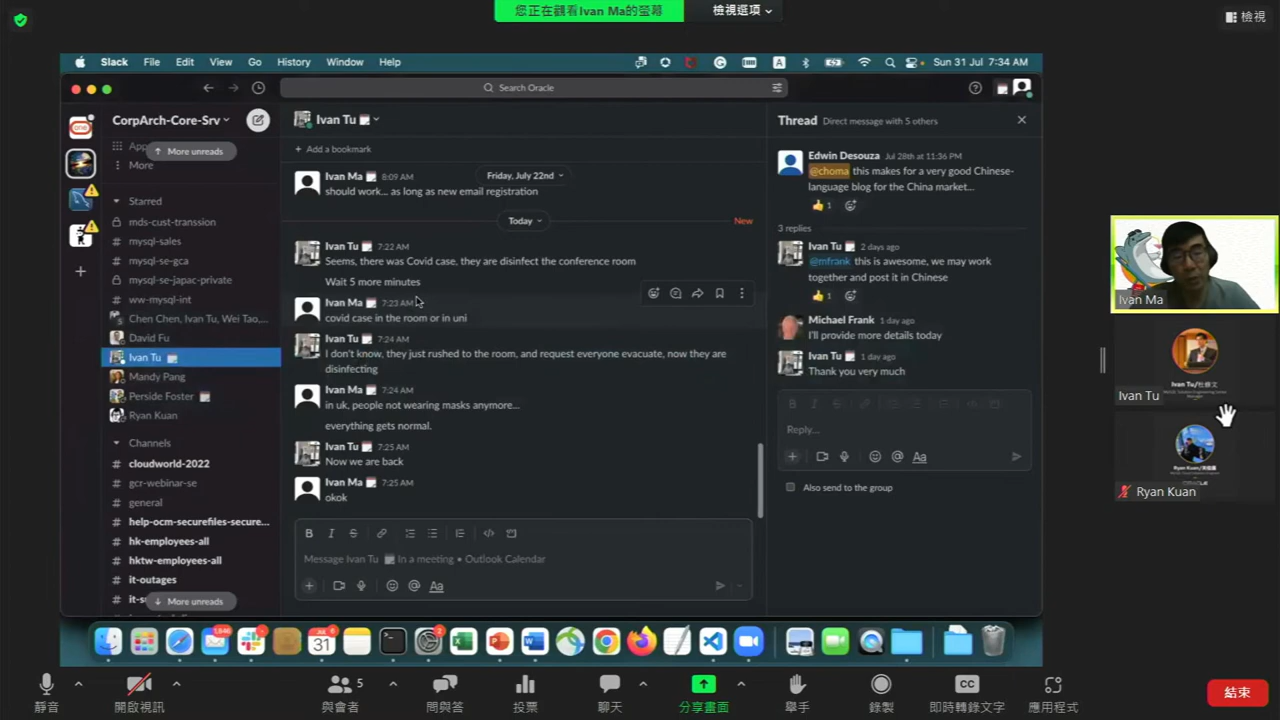 您正在觀看Ivan Ma的螢幕
檢視選項
檢視
Slack File Edit View Go History Window Help
A
Sun 31 Jul 7:34 AM
Search Oracle
CorpArch-Core-Srv
More unreads
More
Starred
mds-cust-transsion
mysql-sales
mysql-se-gca
mysql-se-japac-private
ww-mysql-int
Chen Chen, Ivan Tu, Wei Tao,...
David Fu
Ivan Tu
Mandy Pang
Perside Foster
Ryan Kuan
Channels
# cloudworld-2022
# gcr-webinar-se
# general
# help-ocm-securefiles-secure...
# hk-employees-all
# hktw-employees-all
# it-outages
More unreads
Ivan Tu
+ Add a bookmark
Friday, July 22nd
Ivan Ma 8:09 AM
should work... as long as new email registration
Today
New
Ivan Tu 7:22 AM
Seems, there was Covid case, they are disinfect the conference room
Wait 5 more minutes
Ivan Ma 7:23 AM
covid case in the room or in uni
Ivan Tu 7:24 AM
I don't know, they just rushed to the room, and request everyone evacuate, now they are
disinfecting
Ivan Ma 7:24 AM
in uk, people not wearing masks anymore...
everything gets normal.
Ivan Tu 7:25 AM
Now we are back
Ivan Ma 7:25 AM
okok
Message Ivan Tu In a meeting • Outlook Calendar
Aa
Thread Direct message with 5 others
Edwin Desouza Jul 28th at 11:36 PM
@choma this makes for a very good Chinese-
language blog for the China market...
1
3 replies
Ivan Tu 2 days ago
@mfrank this is awesome, we may work
together and post it in Chinese
1
Michael Frank 1 day ago
I'll provide more details today
Ivan Tu 1 day ago
Thank you very much
Reply...
Aa
Also send to the group
Ivan Ma
Ivan Tu/杜修文
Ivan Tu
Ryan Kuan
31
靜音
開啟視訊
5
與會者
問與答
投票
聊天
分享畫面
舉手
錄製
CC
即時轉錄文字
應用程式
結束